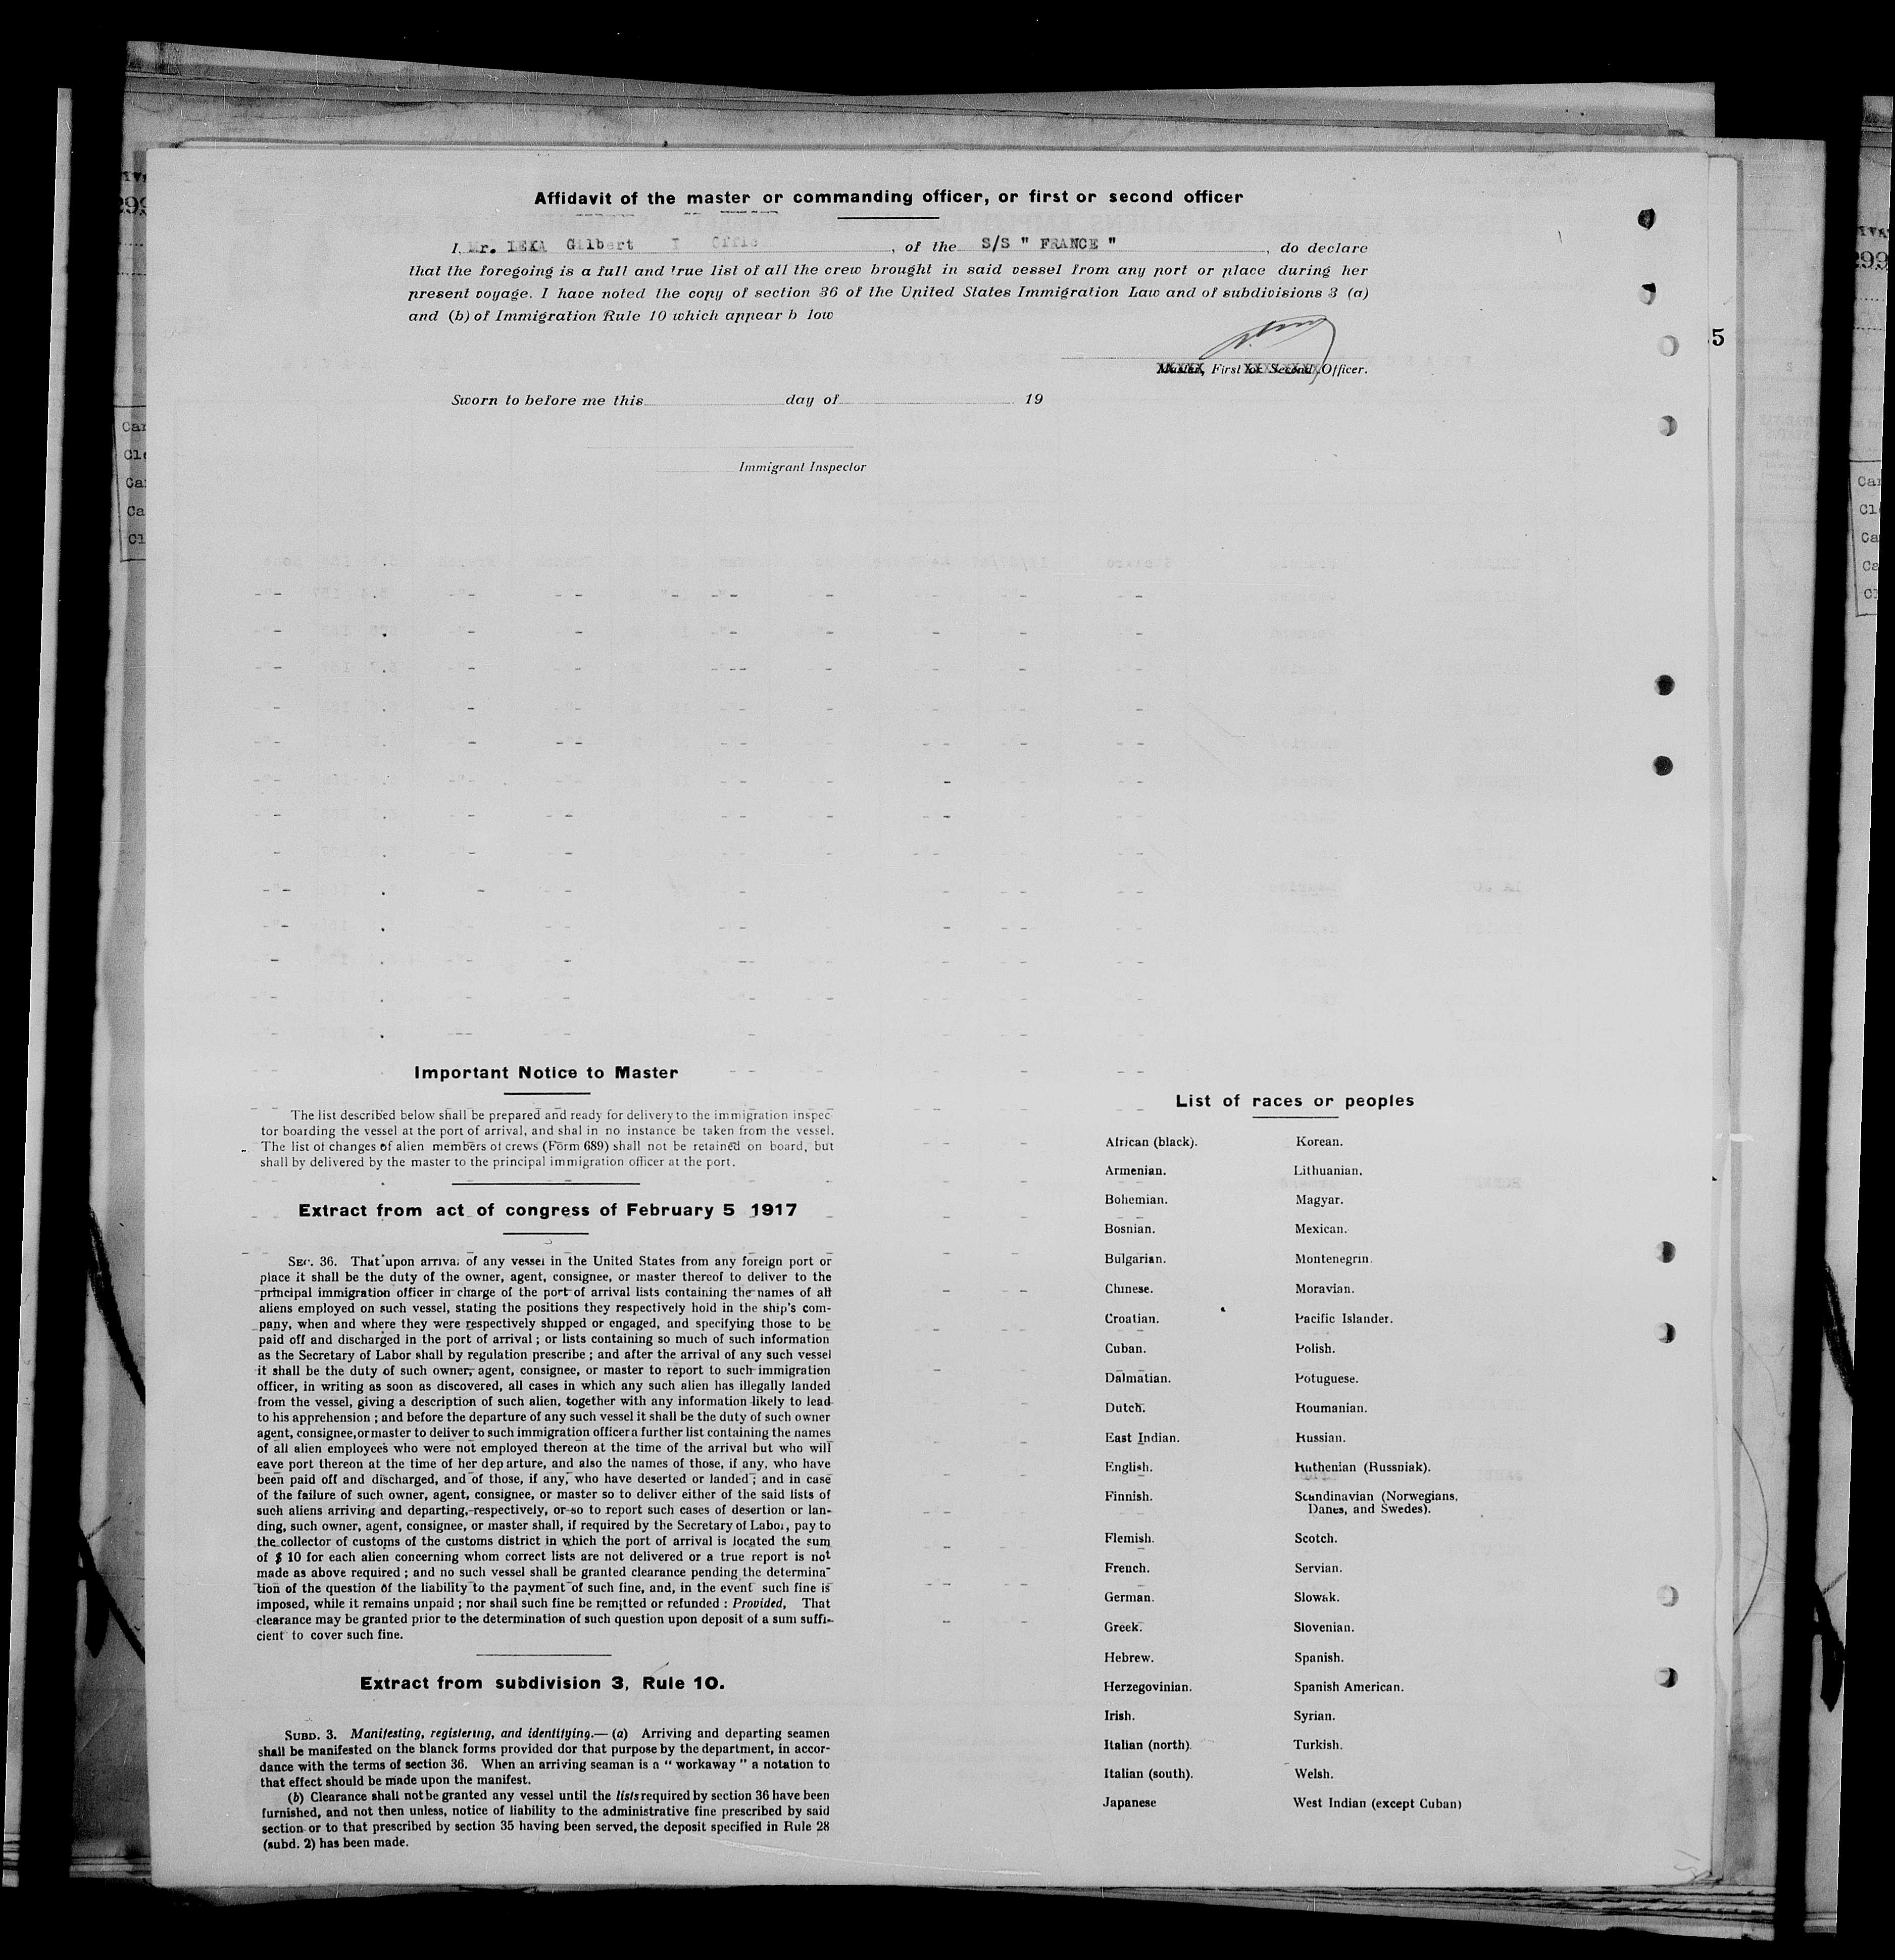 Affidavit of the master or commanding officer, or first or second officer
I, Mr. LEKA Gilbert I Offic , of the S/S " FRANCE " , do declare
that the foregoing is a full and true list of all the crew brought in said vessel from any port or place during her
present voyage. I have noted the copy of section 36 of the United States Immigration Law and of subdivisions 3 (a)
and (b) of Immigration Rule 10 which appear b low
Master, First or Second Officer.
Sworn to before me this day of 19
Immigrant Inspector
5
Important Notice to Master
The list described below shall be prepared and ready for delivery to the immigration inspec-
tor boarding the vessel at the port of arrival, and shal in no instance be taken from the vessel.
The list of changes of alien members of crews (Form 689) shall not be retained on board, but
shall by delivered by the master to the principal immigration officer at the port.
Extract from act of congress of February 5 1917
SEC. 36. That upon arrival of any vessel in the United States from any foreign port or
place it shall be the duty of the owner, agent, consignee, or master thereof to deliver to the
principal immigration officer in charge of the port of arrival lists containing the names of all
aliens employed on such vessel, stating the positions they respectively hold in the ship's com-
pany, when and where they were respectively shipped or engaged, and specifying those to be
paid off and discharged in the port of arrival ; or lists containing so much of such information
as the Secretary of Labor shall by regulation prescribe ; and after the arrival of any such vessel
it shall be the duty of such owner, agent, consignee, or master to report to such immigration
officer, in writing as soon as discovered, all cases in which any such alien has illegally landed
from the vessel, giving a description of such alien, together with any information likely to lead
to his apprehension ; and before the departure of any such vessel it shall be the duty of such owner
agent, consignee, or master to deliver to such immigration officer a further list containing the names
of all alien employees who were not employed thereon at the time of the arrival but who will
eave port thereon at the time of her departure, and also the names of those, if any, who have
been paid off and discharged, and of those, if any, who have deserted or landed ; and in case
of the failure of such owner, agent, consignee, or master so to deliver either of the said lists of
such aliens arriving and departing, respectively, or so to report such cases of desertion or lan-
ding, such owner, agent, consignee, or master shall, if required by the Secretary of Labor, pay to
the collector of customs of the customs district in which the port of arrival is located the sum
of $ 10 for each alien concerning whom correct lists are not delivered or a true report is not
made as above required ; and no such vessel shall be granted clearance pending the determina-
tion of the question of the liability to the payment of such fine, and, in the event such fine is
imposed, while it remains unpaid ; nor shall such fine be remitted or refunded : Provided, That
clearance may be granted prior to the determination of such question upon deposit of a sum suffi-
cient to cover such fine.
Extract from subdivision 3, Rule 10.
SUBD. 3. Manifesting, registering, and identifying.— (a) Arriving and departing seamen
shall be manifested on the blanck forms provided dor that purpose by the department, in accor-
dance with the terms of section 36. When an arriving seaman is a " workaway " a notation to
that effect should be made upon the manifest.
(b) Clearance shall not be granted any vessel until the lists required by section 36 have been
furnished, and not then unless, notice of liability to the administrative fine prescribed by said
section or to that prescribed by section 35 having been served, the deposit specified in Rule 28
(subd. 2) has been made.
List of races or peoples
African (black). Korean.
Armenian. Lithuanian.
Bohemian. Magyar.
Bosnian. Mexican.
Bulgarian. Montenegrin.
Chinese. Moravian.
Croatian. Pacific Islander.
Cuban. Polish.
Dalmatian. Potuguese.
Dutch. Roumanian.
East Indian. Russian.
English. Ruthenian (Russniak).
Finnish. Scandinavian (Norwegians,
Danes, and Swedes).
Flemish. Scotch.
French. Servian.
German. Slowak.
Greek. Slovenian.
Hebrew. Spanish.
Herzegovinian. Spanish American.
Irish. Syrian.
Italian (north). Turkish.
Italian (south). Welsh.
Japanese West Indian (except Cuban)